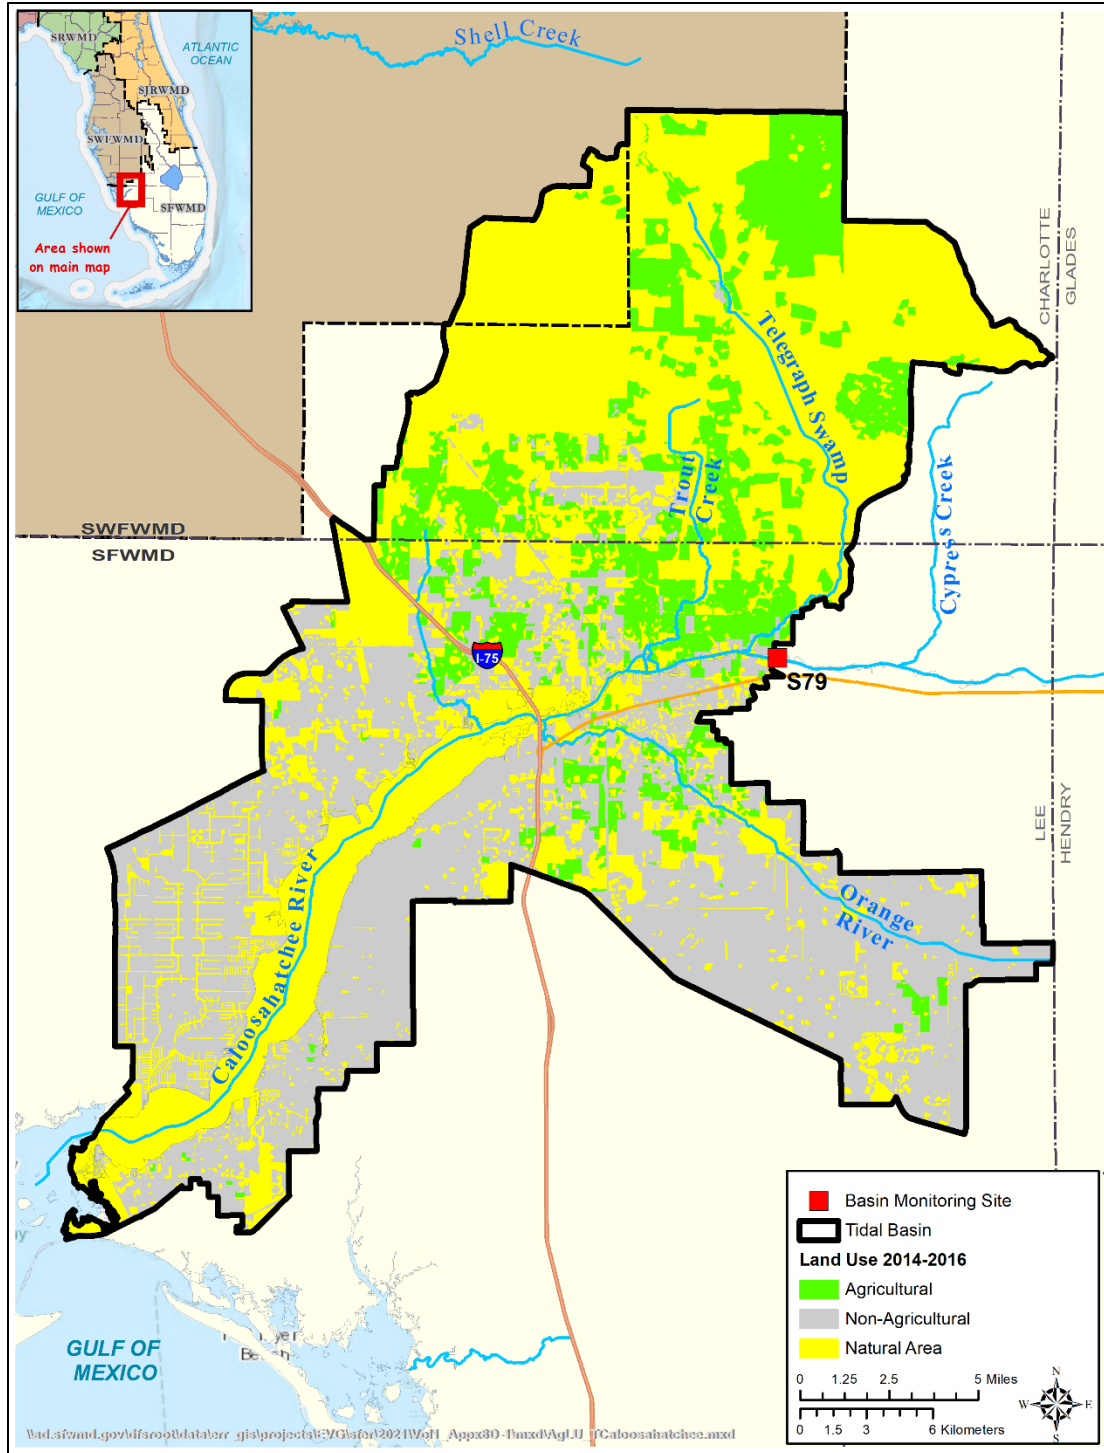 SRWMD
ATLANTIC
OCEAN
SJRWMD
SWFWMD
GULF OF
MEXICO
SFWMD
Area shown
on main map
Shell Creek
CHARLOTTE
GLADES
Telegraph Swamp
Trout
Creek
Cypress Creek
SWFWMD
SFWMD
I-75
S79
LEE
HENDRY
Caloosahatchee River
Orange
River
GULF OF
MEXICO
Basin Monitoring Site
Tidal Basin
Land Use 2014-2016
Agricultural
Non-Agricultural
Natural Area
0 1.25 2.5 5 Miles
0 1.5 3 6 Kilometers
N
W E
S